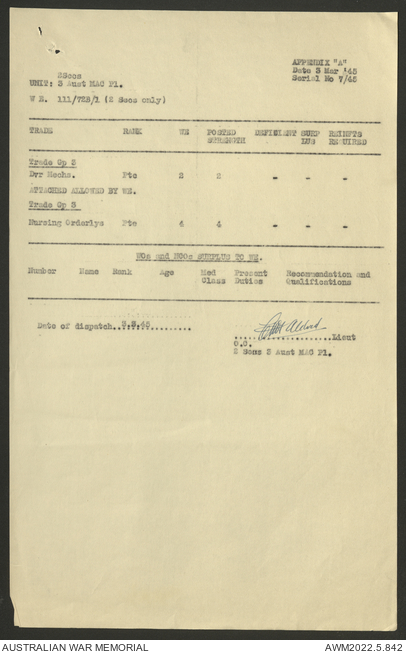 APPENDIX "A"
2Secs Date 3 Mar '45
UNIT: 3 Aust MAC Pl. Serial No 7/45
W E. 111/723/1 (2 Secs only)
TRADE RANK WE POSTED STRENGTH DEFICIENT SURP LUS REINFTS REQUIRED
Trade Gp 3
Dvr Mechs. Pte 2 2 - - -
ATTACHED ALLOWED BY WE.
Trade Gp 3
Nursing Orderlys Pte 4 4 - - -
WOs and NCOs SURPLUS TO WE.
Number Name Rank Age Med Class Present Duties Recommendation and Qualifications
Date of dispatch...3.3.45..........
....................Lieut
O.C.
2 Secs 3 Aust MAC Pl.
AUSTRALIAN WAR MEMORIAL AWM2022.5.842